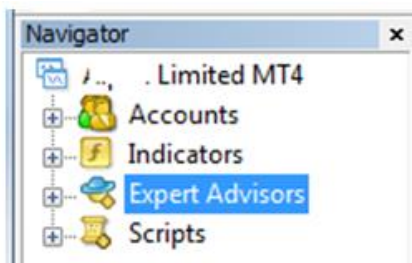 Navigator
Limited MT4
Accounts
Indicators
Expert Advisors
Scripts